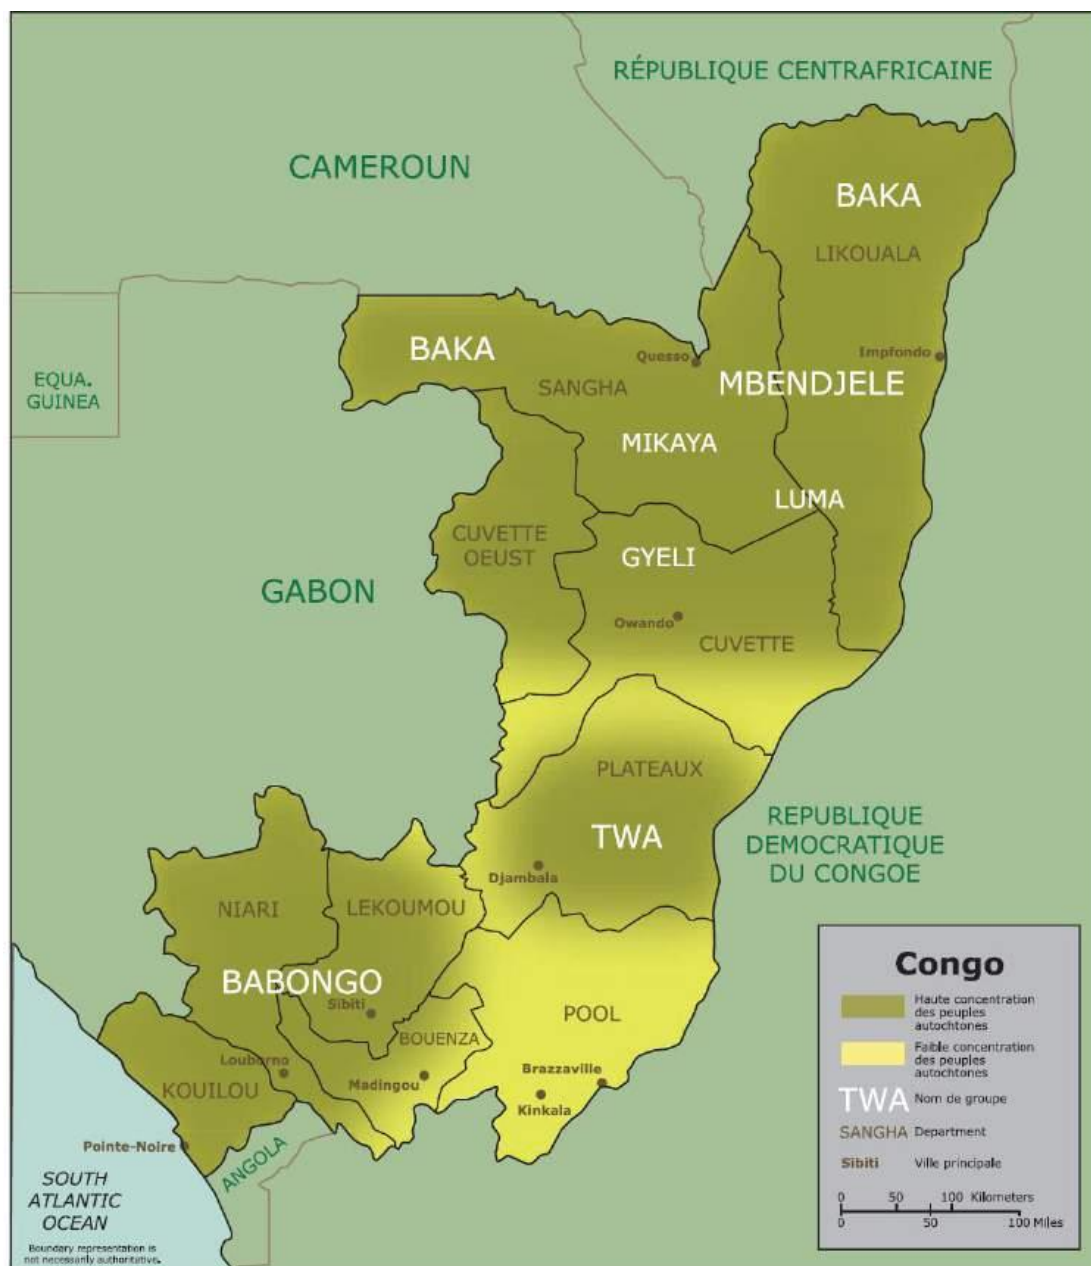 RÉPUBLIQUE CENTRAFRICAINE
CAMEROUN
BAKA
LIKOUALA
BAKA
Quesso
Impfondo
EQUA.
GUINEA
SANGHA
MBENDJELE
MIKAYA
LUMA
CUVETTE
OEUST
GYELI
GABON
Owando
CUVETTE
PLATEAUX
TWA
REPUBLIQUE
DEMOCRATIQUE
DU CONGOE
Djambala
NIARI
LEKOUMOU
BABONGO
Sibiti
POOL
BOUENZA
Loubomo
Madingou
Brazzaville
KOUILOU
Kinkala
Pointe-Noire
ANGOLA
SOUTH
ATLANTIC
OCEAN
Boundary representation is
not necessarily authoritative.
Congo
Haute concentration
des peuples
autochtones
Faible concentration
des peuples
autochtones
TWA Nom de groupe
SANGHA Department
Sibiti Ville principale
0 50 100 Kilometers
0 50 100 Miles